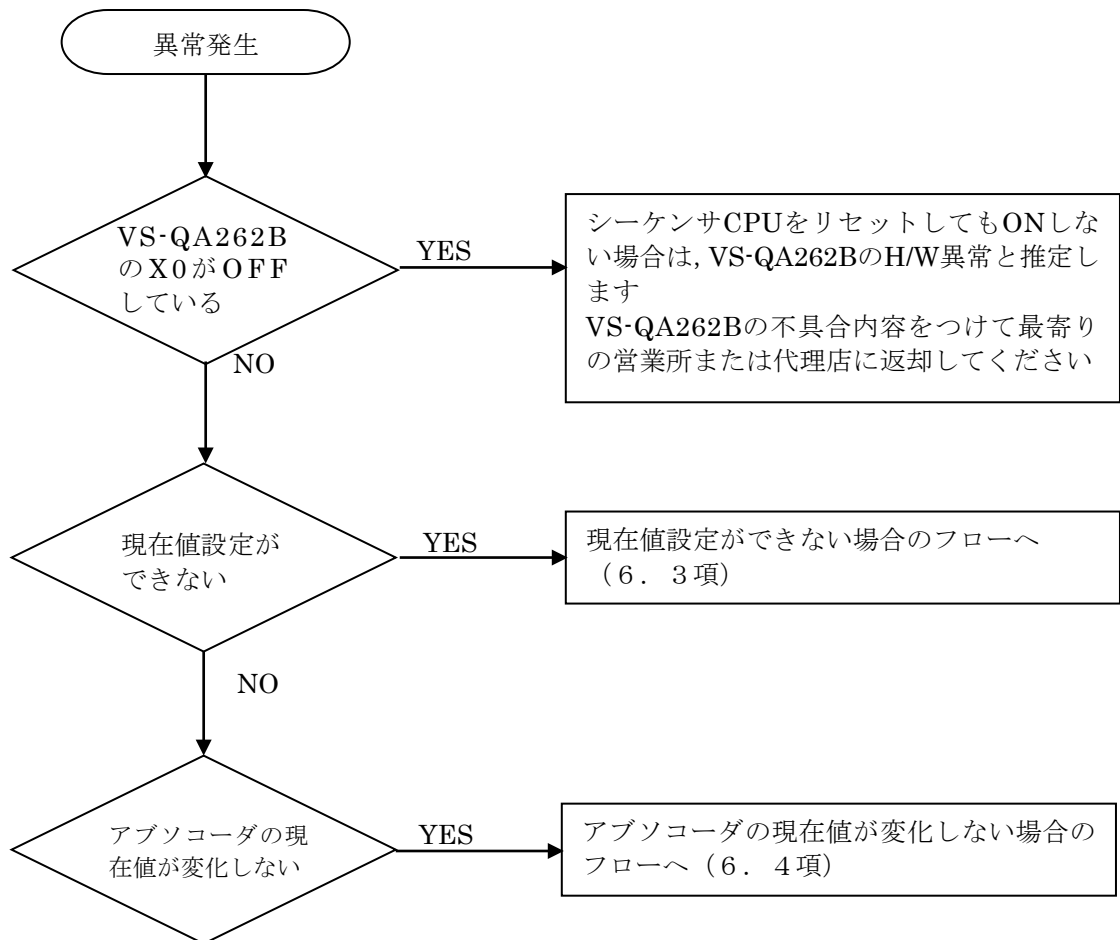 異常発生
VS-QA262B
のX0がOFF
している
YES
シーケンサCPUをリセットしてもONしな
い場合は,VS-QA262BのH/W異常と推定し
ます
VS-QA262Bの不具合内容をつけて最寄り
の営業所または代理店に返却してください
NO
現在値設定が
できない
YES
現在値設定ができない場合のフローへ
(6.3項)
NO
アブソコーダの現
在値が変化しない
YES
アブソコーダの現在値が変化しない場合の
フローへ(6.4項)